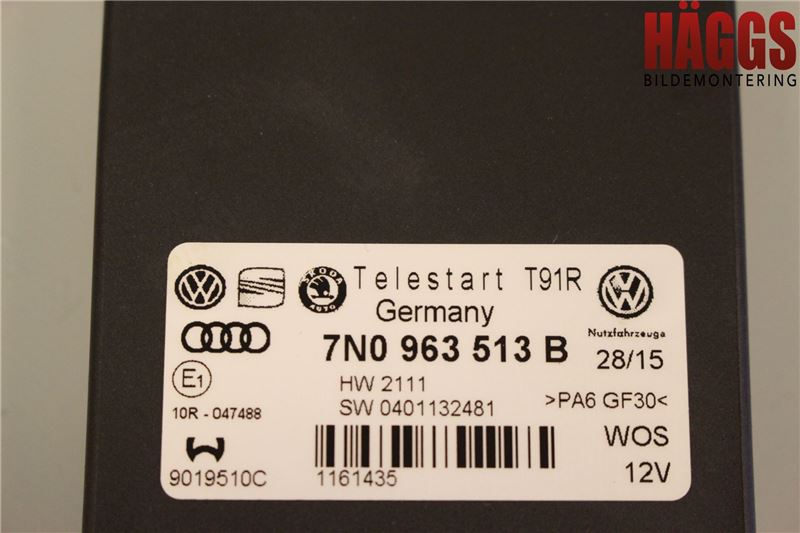 HÄGGS
BILDEMONTERING
ŠKODA
AUTO
Telestart T91R
Germany
Nutzfahrzeuge
7N0 963 513 B
28/15
E1
HW 2111
10R - 047488
SW 0401132481
>PA6 GF30<
WOS
9019510C
1161435
12V